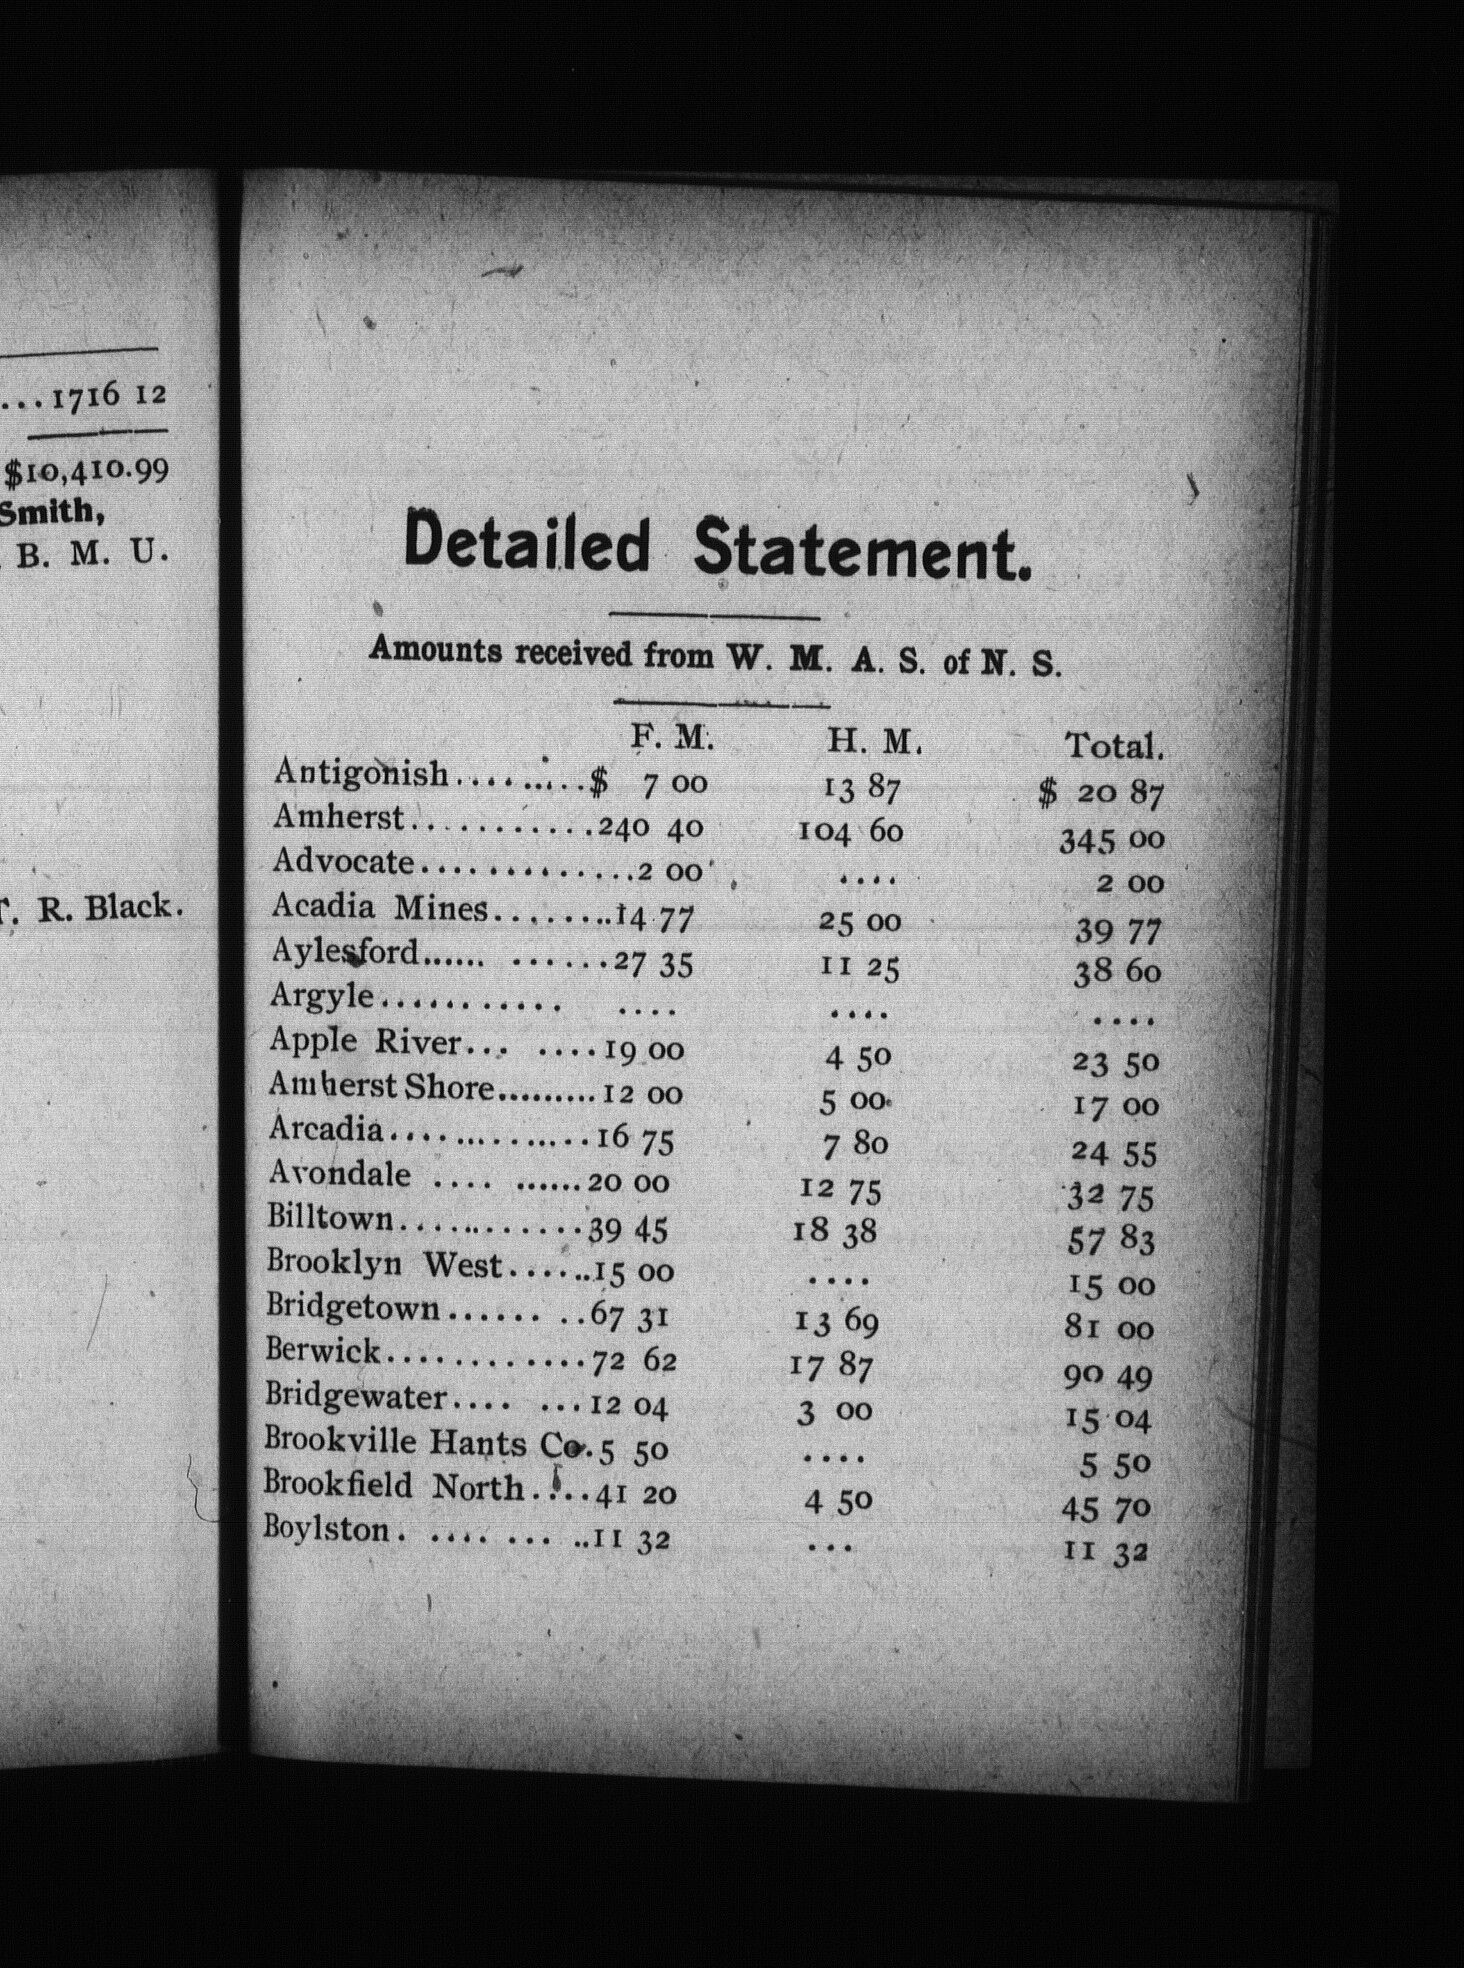 ...1716 12
$10,410.99
Smith,
B. M. U.
T. R. Black.
Detailed Statement.
Amounts received from W. M. A. S. of N. S.
F. M. H. M. Total.
Antigonish..........$ 7 00 13 87 $ 20 87
Amherst...........240 40 104 60 345 00
Advocate.............2 00 .... 2 00
Acadia Mines........14 77 25 00 39 77
Aylesford...... ......27 35 11 25 38 60
Argyle........... .... .... ....
Apple River... ....19 00 4 50 23 50
Amherst Shore.........12 00 5 00 17 00
Arcadia............16 75 7 80 24 55
Avondale .... ......20 00 12 75 32 75
Billtown...........39 45 18 38 57 83
Brooklyn West......15 00 .... 15 00
Bridgetown...... ..67 31 13 69 81 00
Berwick............72 62 17 87 90 49
Bridgewater.... ...12 04 3 00 15 04
Brookville Hants Co.5 50 .... 5 50
Brookfield North....41 20 4 50 45 70
Boylston. .... ... ..11 32 ... 11 32